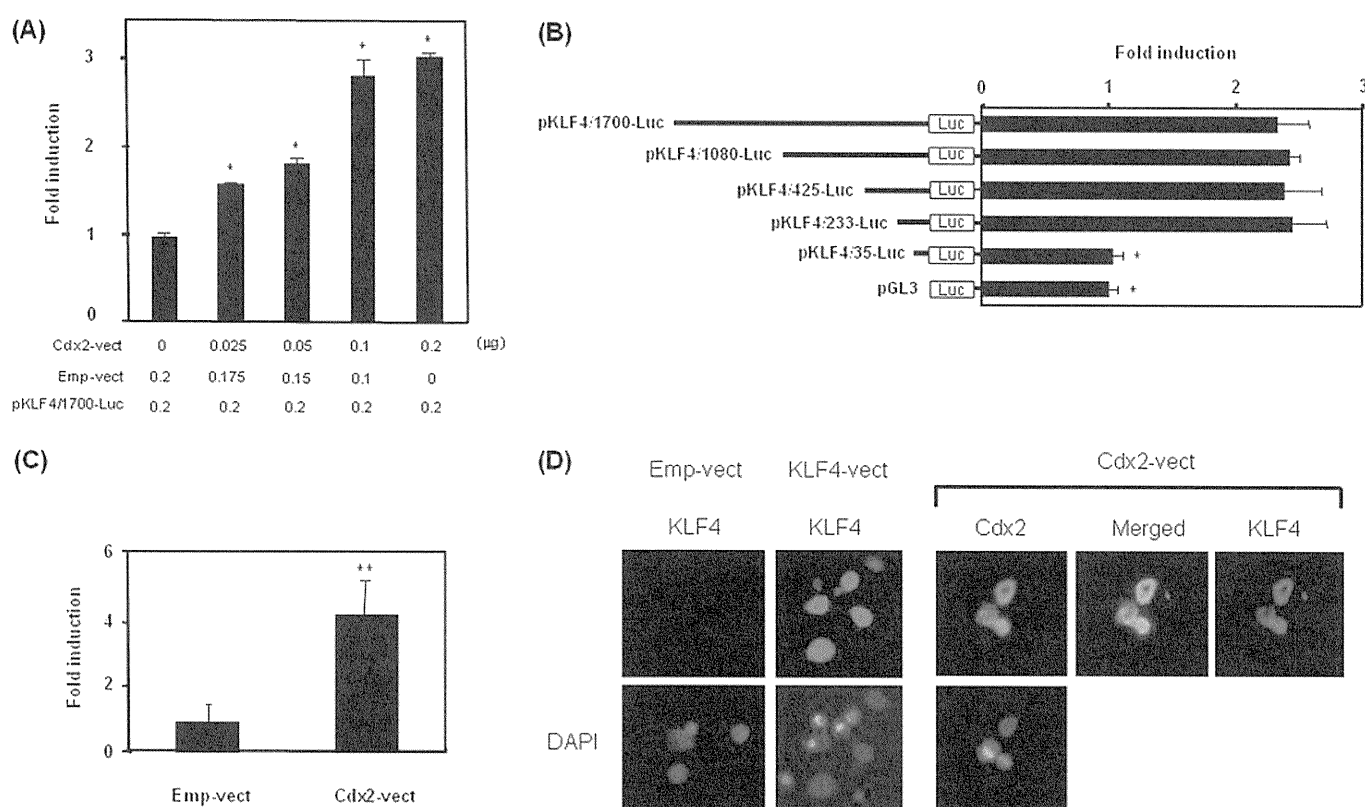 (A)
3
2
1
0
Fold induction
Cdx2-vect 0 0.025 0.05 0.1 0.2 (µg)
Emp-vect 0.2 0.175 0.15 0.1 0
pKLF4/1700-Luc 0.2 0.2 0.2 0.2 0.2
* * * *
(B)
Fold induction
0 1 2 3
pKLF4/1700-Luc Luc
pKLF4/1080-Luc Luc
pKLF4/425-Luc Luc
pKLF4/233-Luc Luc
pKLF4/35-Luc Luc *
pGL3 Luc *
(C)
6
4
2
0
Fold induction
**
Emp-vect Cdx2-vect
(D)
Emp-vect KLF4-vect Cdx2-vect
KLF4 KLF4 Cdx2 Merged KLF4
DAPI